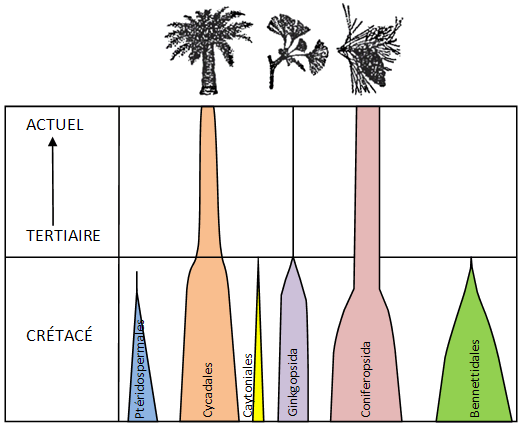 ACTUEL
TERTIAIRE
CRÉTACÉ
Ptéridospermales
Cycadales
Caytoniales
Ginkgopsida
Coniferopsida
Bennettidales